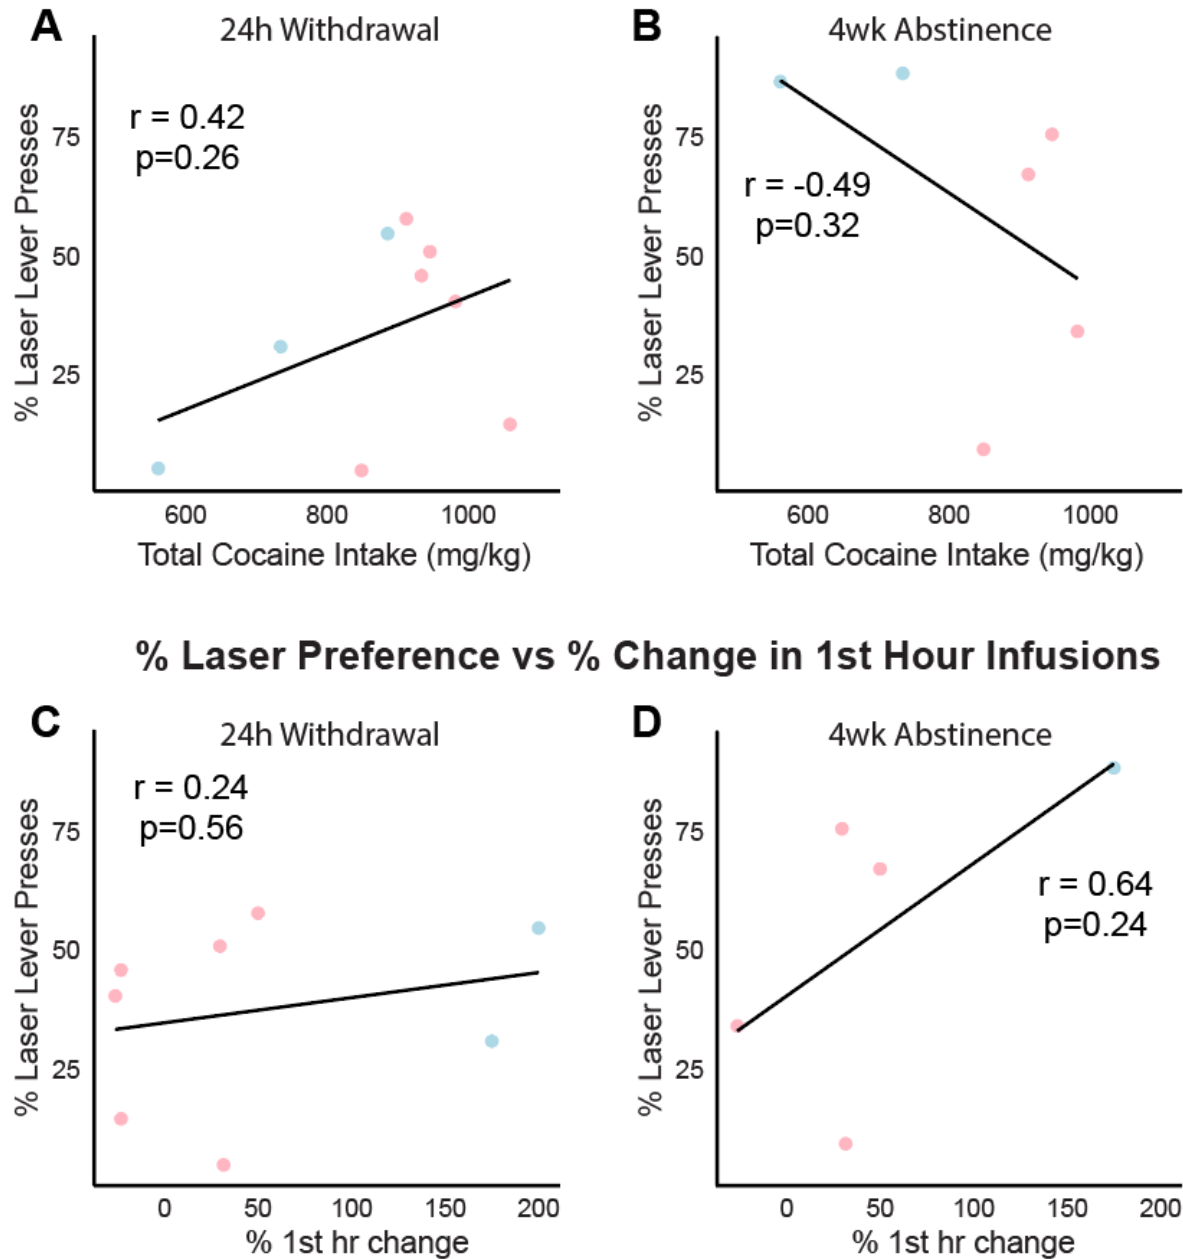 A
24h Withdrawal
r = 0.42
p=0.26
% Laser Lever Presses
75
50
25
600 800 1000
Total Cocaine Intake (mg/kg)
B
4wk Abstinence
r = -0.49
p=0.32
% Laser Lever Presses
75
50
25
600 800 1000
Total Cocaine Intake (mg/kg)
% Laser Preference vs % Change in 1st Hour Infusions
C
24h Withdrawal
r = 0.24
p=0.56
% Laser Lever Presses
75
50
25
0 50 100 150 200
% 1st hr change
D
4wk Abstinence
r = 0.64
p=0.24
% Laser Lever Presses
75
50
25
0 50 100 150 200
% 1st hr change